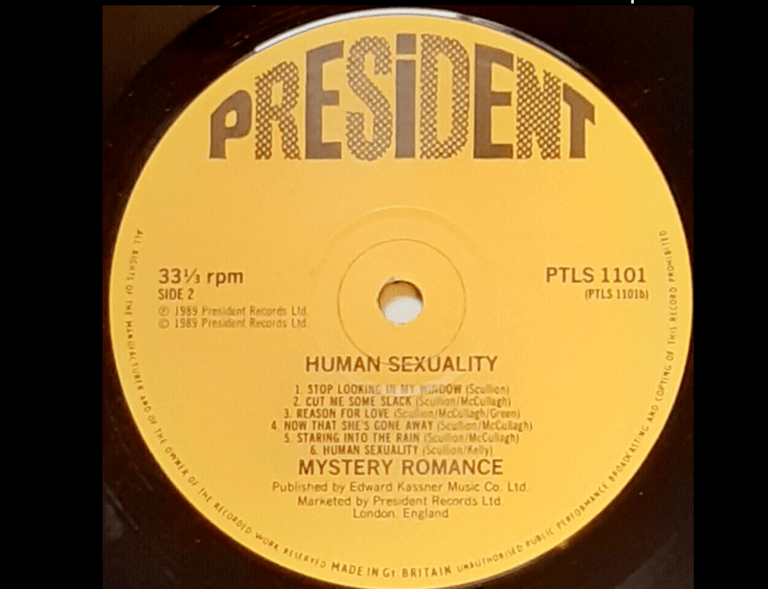 PRESiDENT
33⅓ rpm
SIDE 2
℗ 1989 President Records Ltd.
© 1989 President Records Ltd.
PTLS 1101
(PTLS 1101b)
HUMAN SEXUALITY
1. STOP LOOKING IN MY WINDOW (Scullion)
2. CUT ME SOME SLACK (Scullion/McCullagh)
3. REASON FOR LOVE (Scullion/McCullagh/Green)
4. NOW THAT SHE'S GONE AWAY (Scullion/McCullagh)
5. STARING INTO THE RAIN (Scullion/McCullagh)
6. HUMAN SEXUALITY (Scullion/Kelly)
MYSTERY ROMANCE
Published by Edward Kassner Music Co. Ltd.
Marketed by President Records Ltd
London, England
ALL RIGHTS OF THE MANUFACTURER AND OF THE OWNER OF THE RECORDED WORK RESERVED MADE IN Gt BRITAIN UNAUTHORISED PUBLIC PERFORMANCE BROADCASTING AND COPYING OF THIS RECORD PROHIBITED